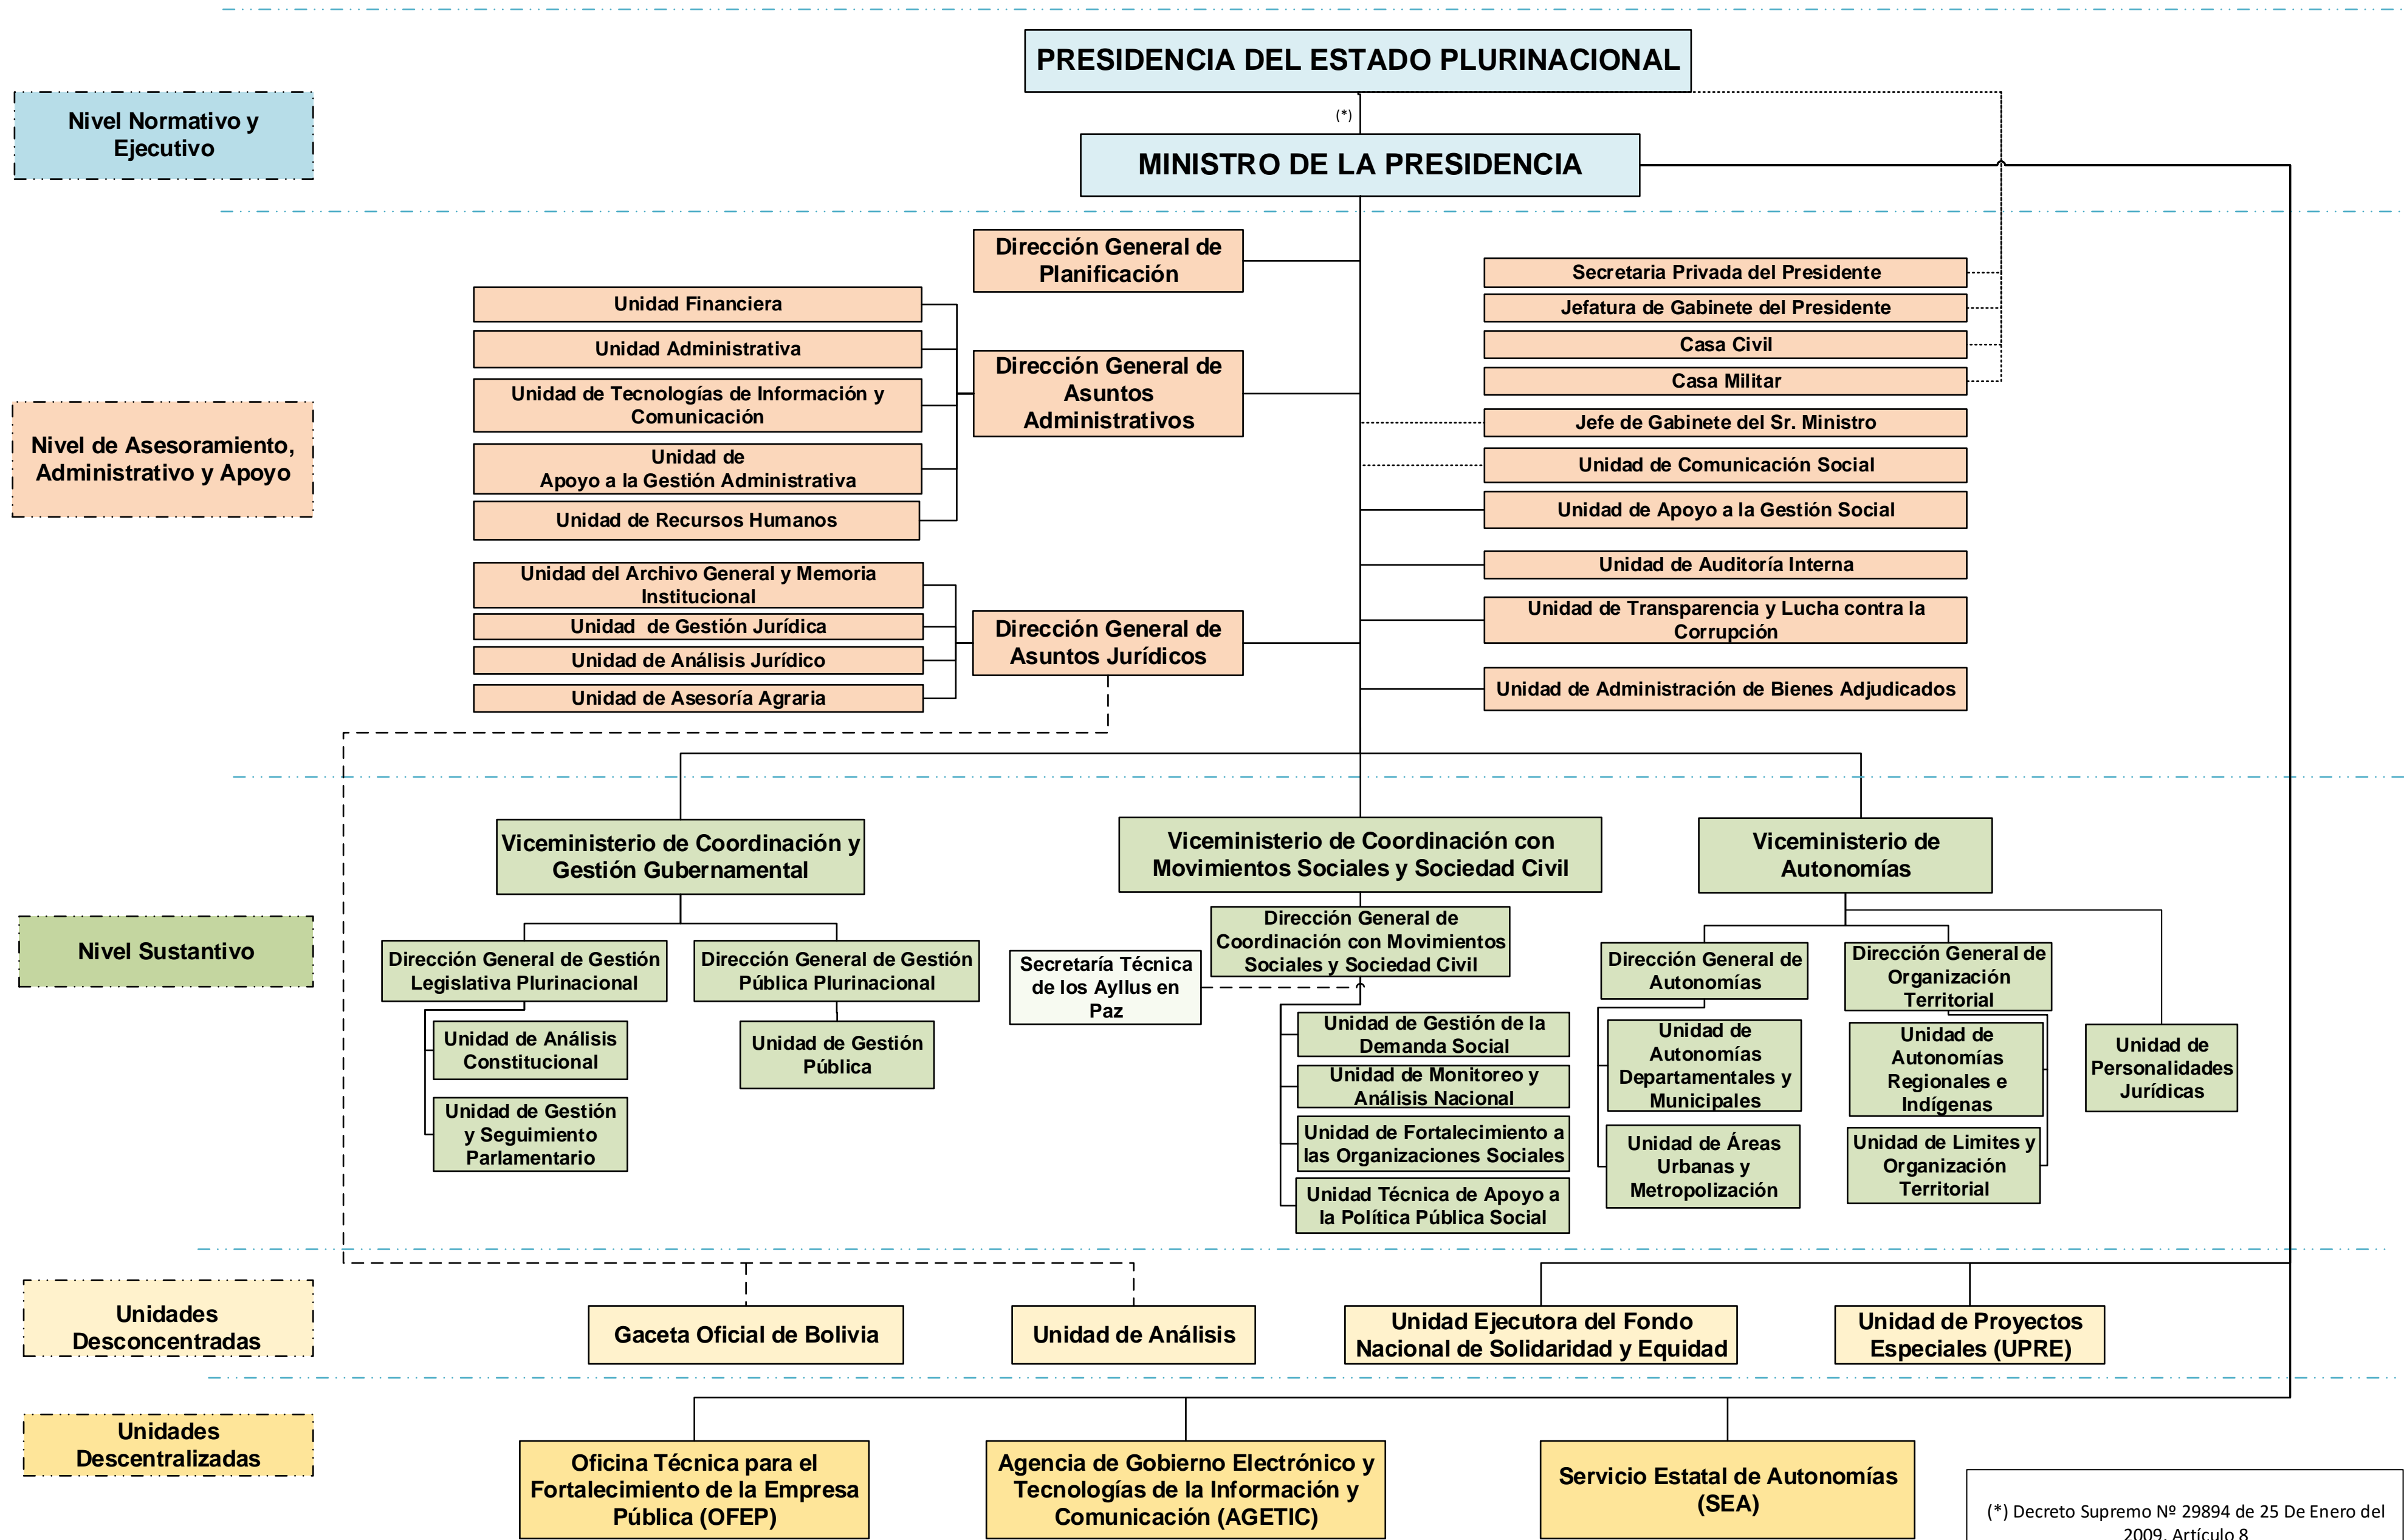 PRESIDENCIA DEL ESTADO PLURINACIONAL
(*)
MINISTRO DE LA PRESIDENCIA
Nivel Normativo y
Ejecutivo
Dirección General de
Planificación
Unidad Financiera
Unidad Administrativa
Unidad de Tecnologías de Información y
Comunicación
Unidad de
Apoyo a la Gestión Administrativa
Unidad de Recursos Humanos
Dirección General de
Asuntos
Administrativos
Nivel de Asesoramiento,
Administrativo y Apoyo
Unidad del Archivo General y Memoria
Institucional
Unidad de Gestión Jurídica
Unidad de Análisis Jurídico
Unidad de Asesoría Agraria
Dirección General de
Asuntos Jurídicos
Secretaria Privada del Presidente
Jefatura de Gabinete del Presidente
Casa Civil
Casa Militar
Jefe de Gabinete del Sr. Ministro
Unidad de Comunicación Social
Unidad de Apoyo a la Gestión Social
Unidad de Auditoría Interna
Unidad de Transparencia y Lucha contra la
Corrupción
Unidad de Administración de Bienes Adjudicados
Nivel Sustantivo
Viceministerio de Coordinación y
Gestión Gubernamental
Dirección General de Gestión
Legislativa Plurinacional
Unidad de Análisis
Constitucional
Unidad de Gestión
y Seguimiento
Parlamentario
Dirección General de Gestión
Pública Plurinacional
Unidad de Gestión
Pública
Viceministerio de Coordinación con
Movimientos Sociales y Sociedad Civil
Dirección General de
Coordinación con Movimientos
Sociales y Sociedad Civil
Secretaría Técnica
de los Ayllus en
Paz
Unidad de Gestión de la
Demanda Social
Unidad de Monitoreo y
Análisis Nacional
Unidad de Fortalecimiento a
las Organizaciones Sociales
Unidad Técnica de Apoyo a
la Política Pública Social
Viceministerio de
Autonomías
Dirección General de
Autonomías
Unidad de
Autonomías
Departamentales y
Municipales
Unidad de Áreas
Urbanas y
Metropolización
Dirección General de
Organización
Territorial
Unidad de
Autonomías
Regionales e
Indígenas
Unidad de Limites y
Organización
Territorial
Unidad de
Personalidades
Jurídicas
Unidades
Desconcentradas
Gaceta Oficial de Bolivia
Unidad de Análisis
Unidad Ejecutora del Fondo
Nacional de Solidaridad y Equidad
Unidad de Proyectos
Especiales (UPRE)
Unidades
Descentralizadas
Oficina Técnica para el
Fortalecimiento de la Empresa
Pública (OFEP)
Agencia de Gobierno Electrónico y
Tecnologías de la Información y
Comunicación (AGETIC)
Servicio Estatal de Autonomías
(SEA)
(*) Decreto Supremo Nº 29894 de 25 De Enero del
2009, Artículo 8